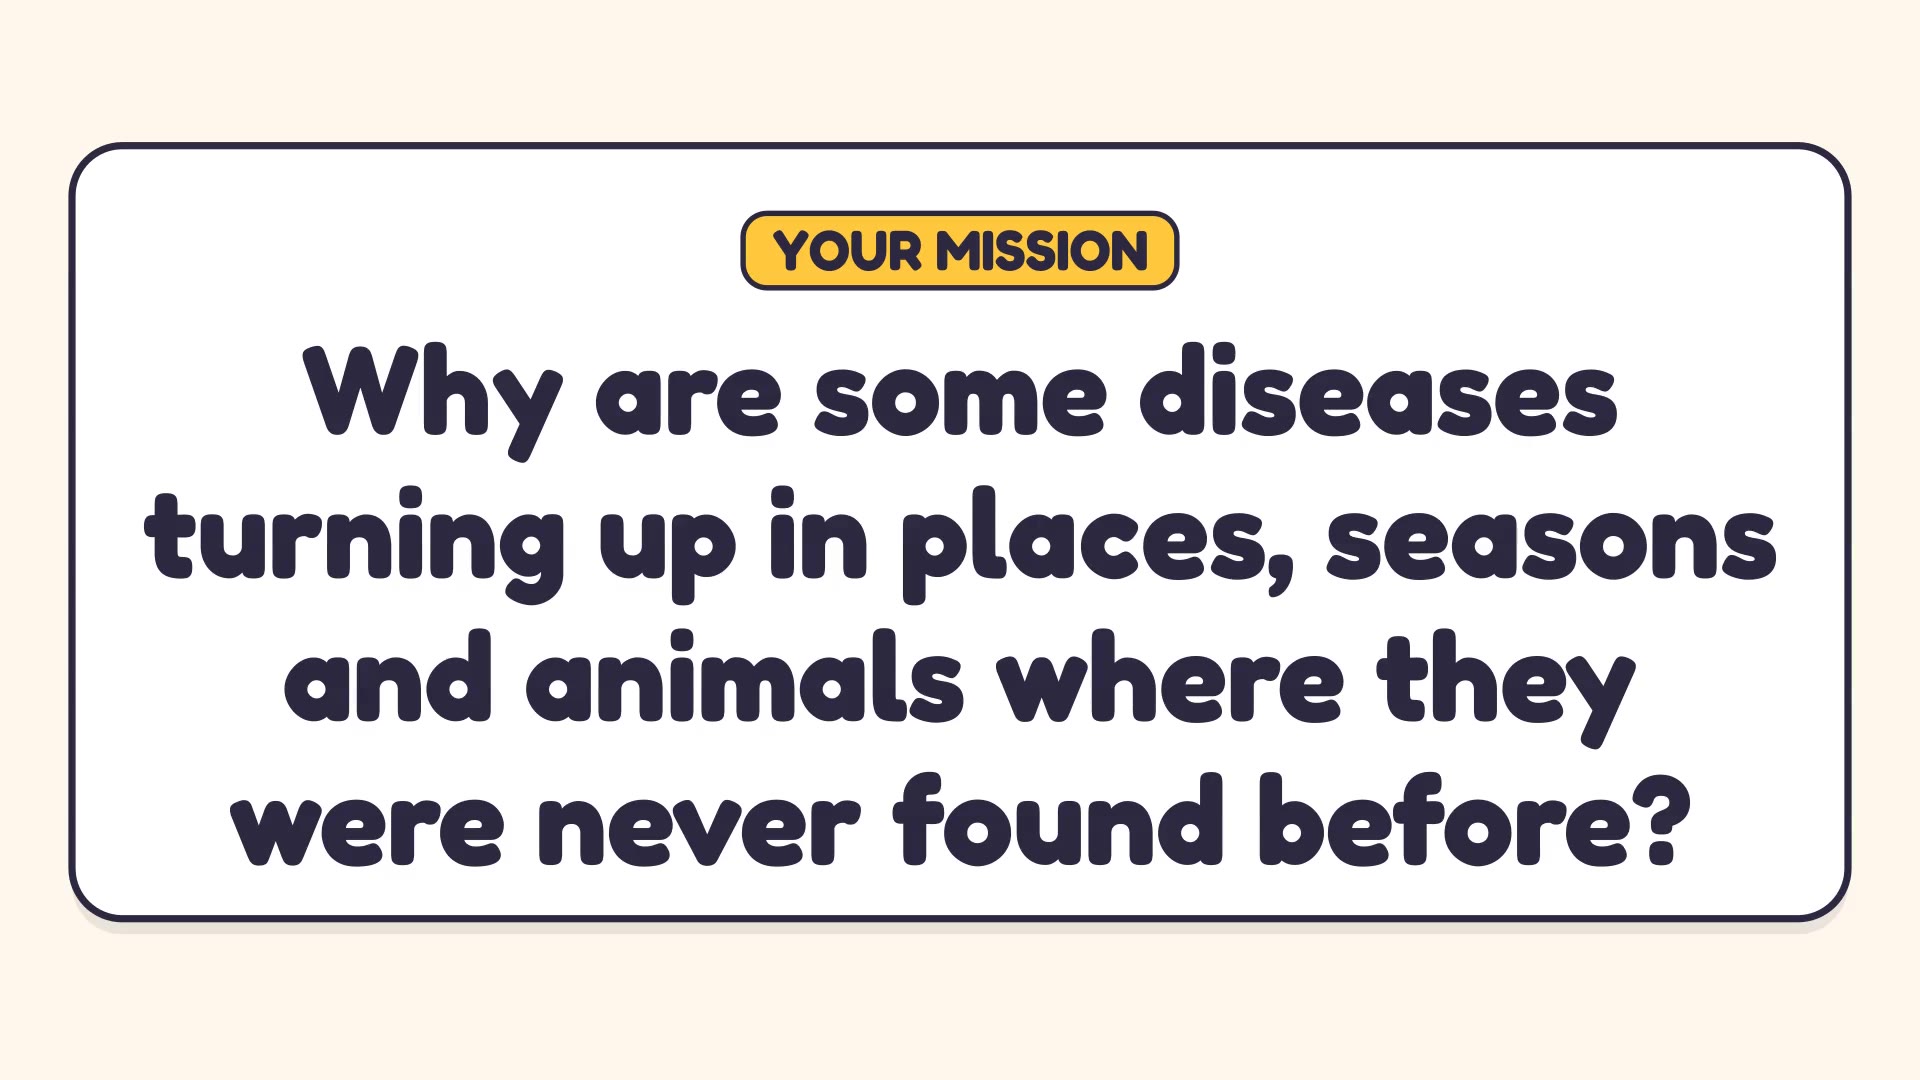 YOUR MISSION
Why are some diseases
turning up in places, seasons
and animals where they
were never found before?